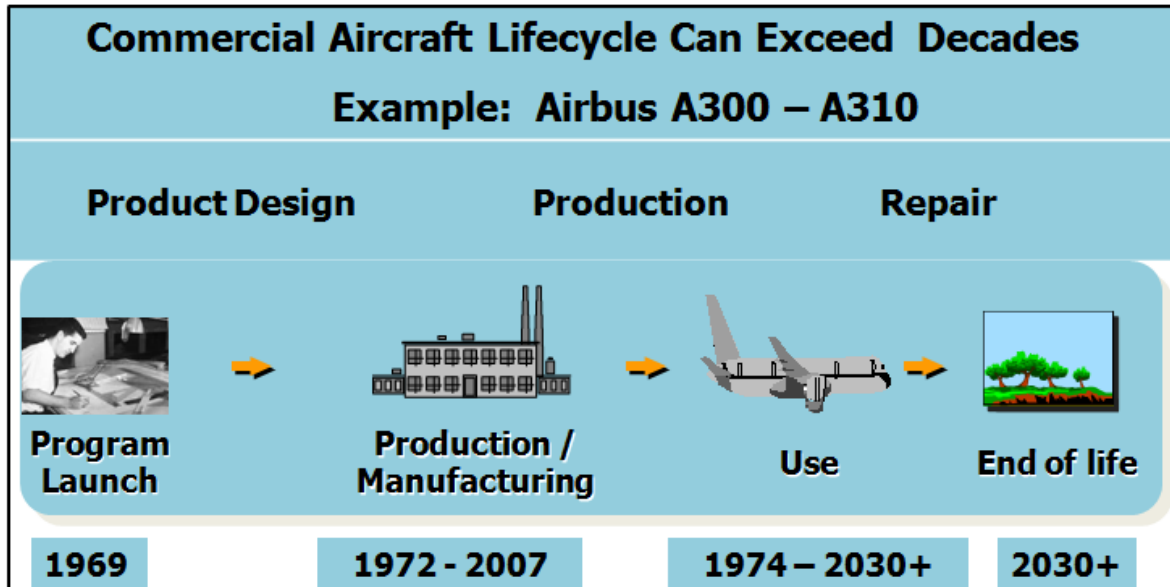 Commercial Aircraft Lifecycle Can Exceed Decades
Example: Airbus A300 – A310
Product Design Production Repair
Program
Launch
Production /
Manufacturing
Use
End of life
1969 1972 - 2007 1974 – 2030+ 2030+